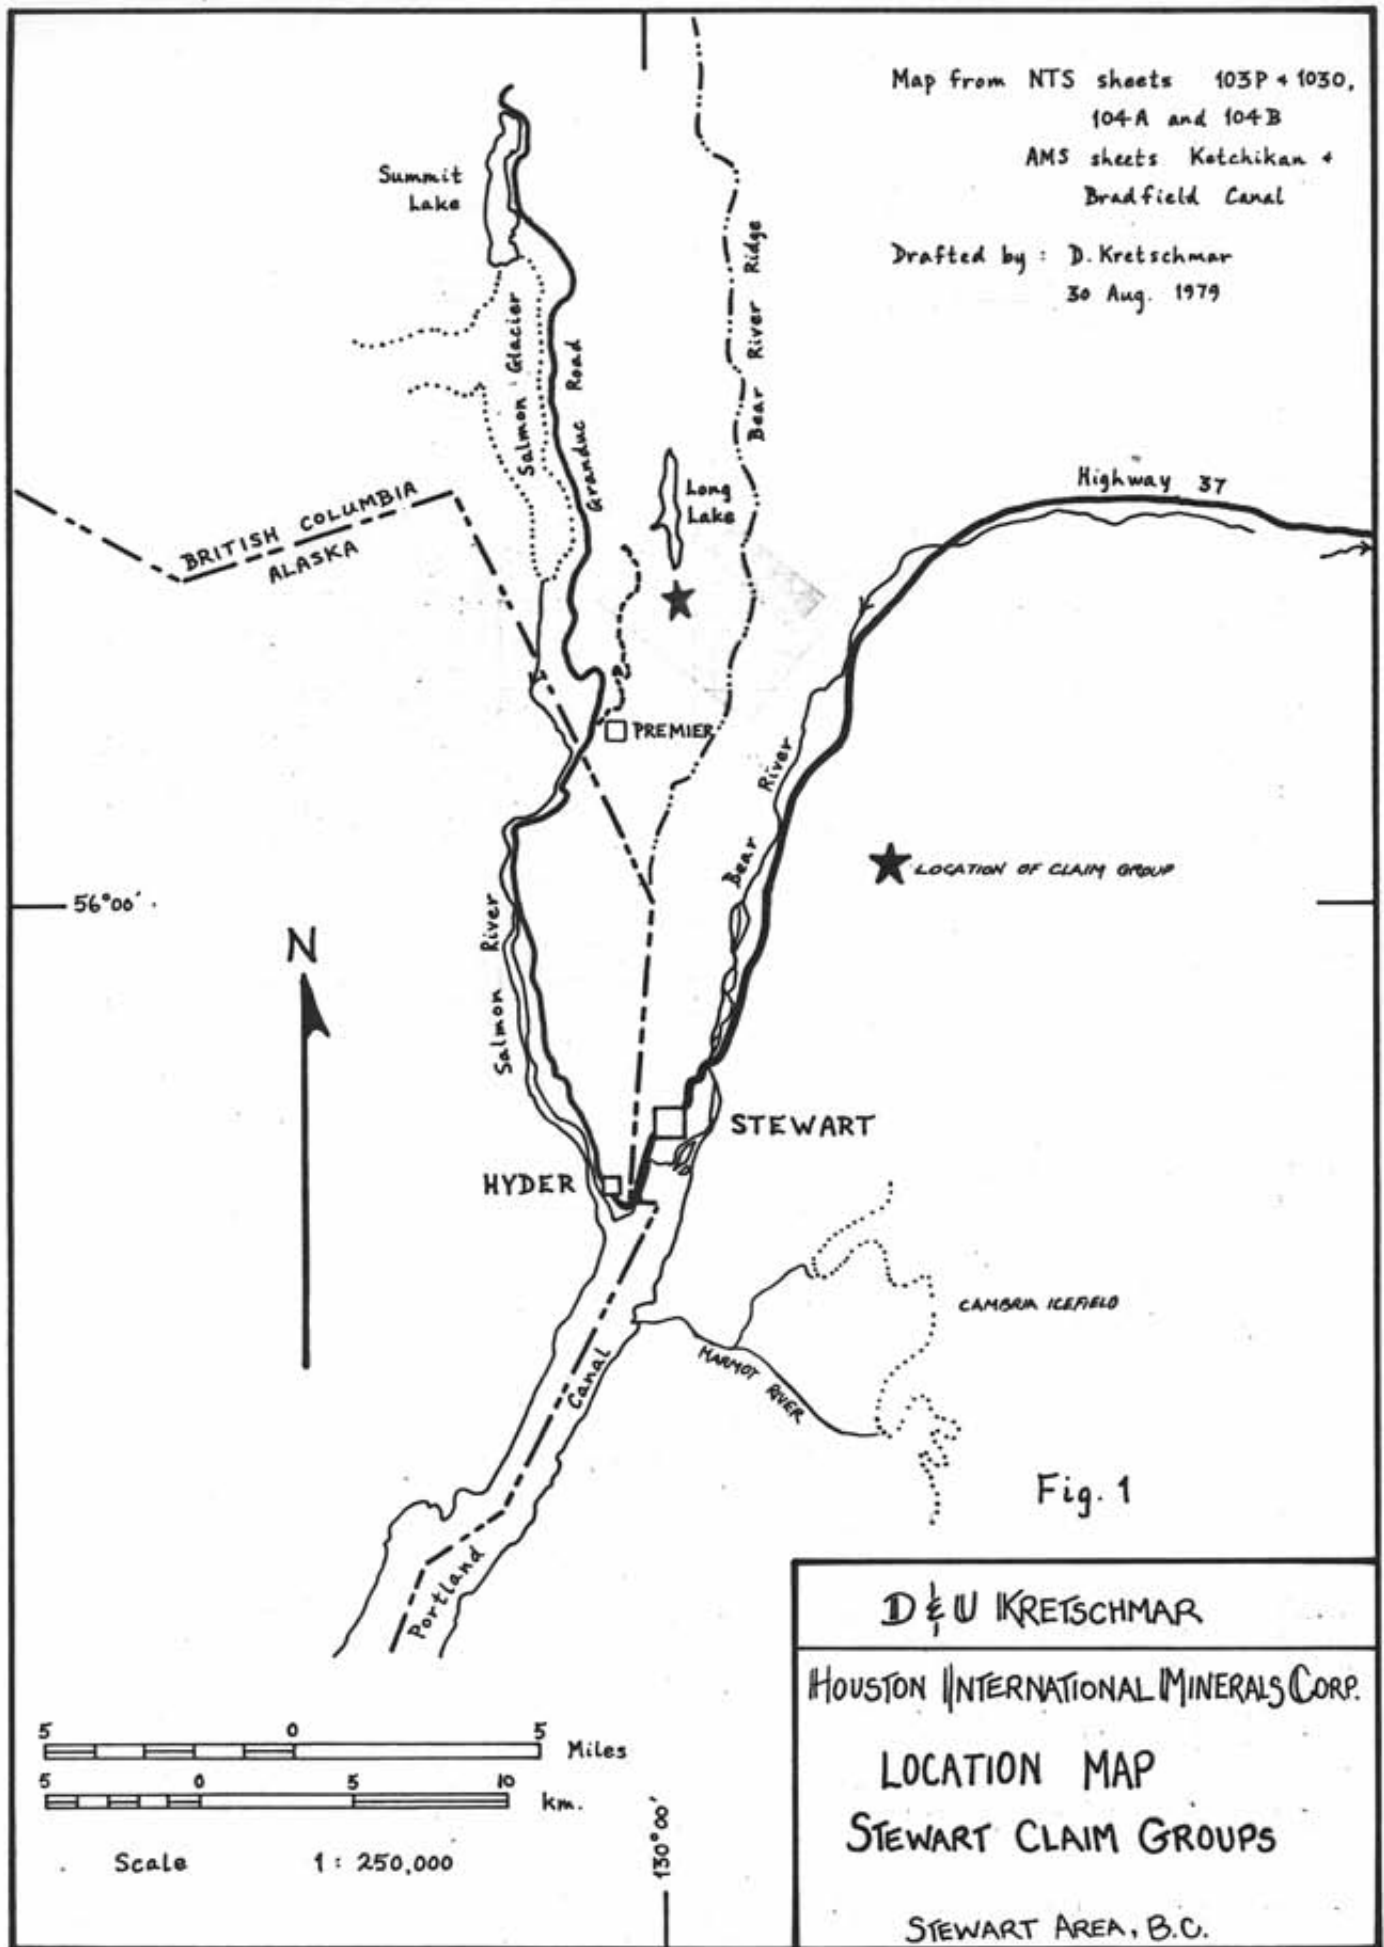 Map from NTS sheets 103P & 103O,
104A and 104B
AMS sheets Ketchikan &
Bradfield Canal
Drafted by : D. Kretschmar
30 Aug. 1979
Summit
Lake
Salmon Glacier
Granduc Road
Bear River Ridge
Long
Lake
Highway 37
BRITISH COLUMBIA
ALASKA
PREMIER
Bear River
LOCATION OF CLAIM GROUP
56°00'
N
Salmon River
STEWART
HYDER
CAMBRIA ICEFIELD
MARMOT RIVER
Portland Canal
Fig. 1
D & U KRETSCHMAR
HOUSTON INTERNATIONAL MINERALS CORP.
LOCATION MAP
STEWART CLAIM GROUPS
STEWART AREA, B.C.
5 0 5 Miles
5 0 5 10 km.
Scale 1 : 250,000
130°00'